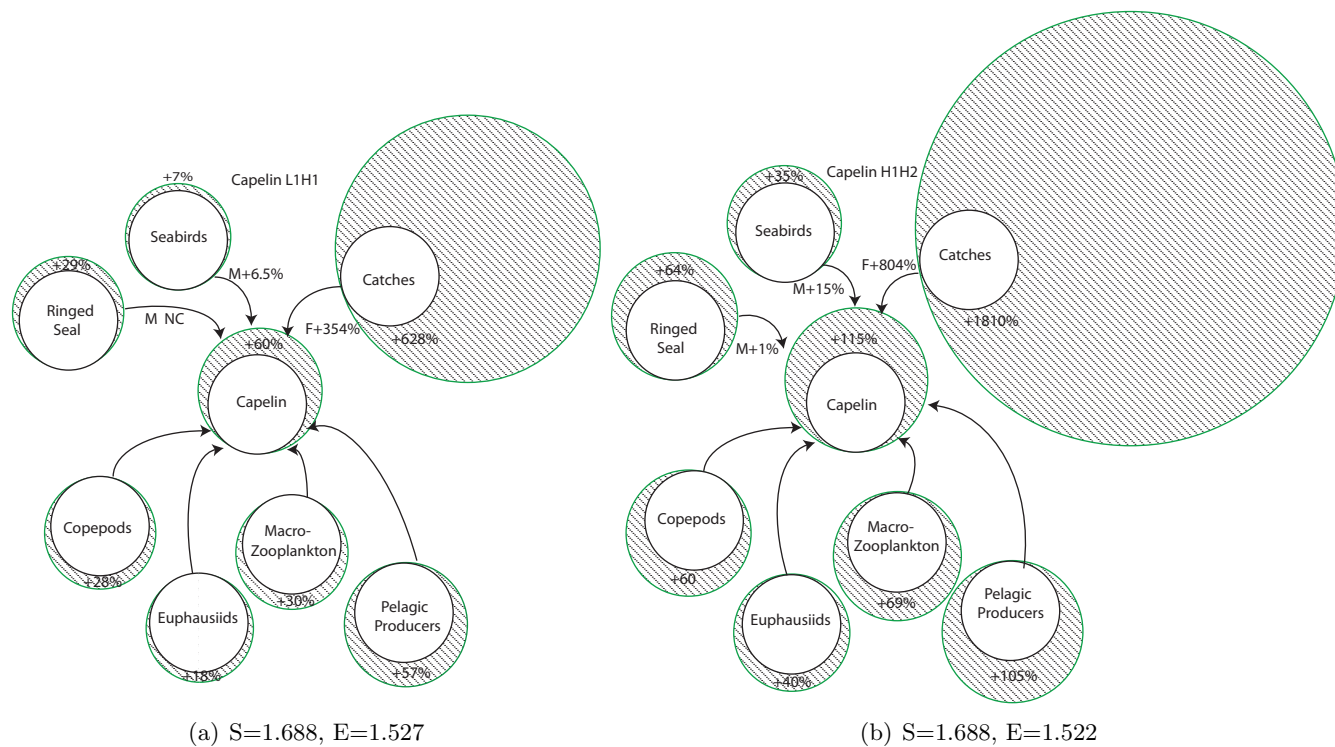 +7%
Capelin L1H1
Seabirds
+29%
M+6.5%
Catches
Ringed
Seal
M NC
F+354%
+628%
+60%
Capelin
Copepods
+28%
Macro-
Zooplankton
+30%
Euphausiids
+18%
Pelagic
Producers
+57%
(a) S=1.688, E=1.527
+35%
Capelin H1H2
Seabirds
+64%
M+15%
F+804%
Catches
+1810%
Ringed
Seal
M+1%
+115%
Capelin
Copepods
+60
Macro-
Zooplankton
+69%
Euphausiids
+40%
Pelagic
Producers
+105%
(b) S=1.688, E=1.522